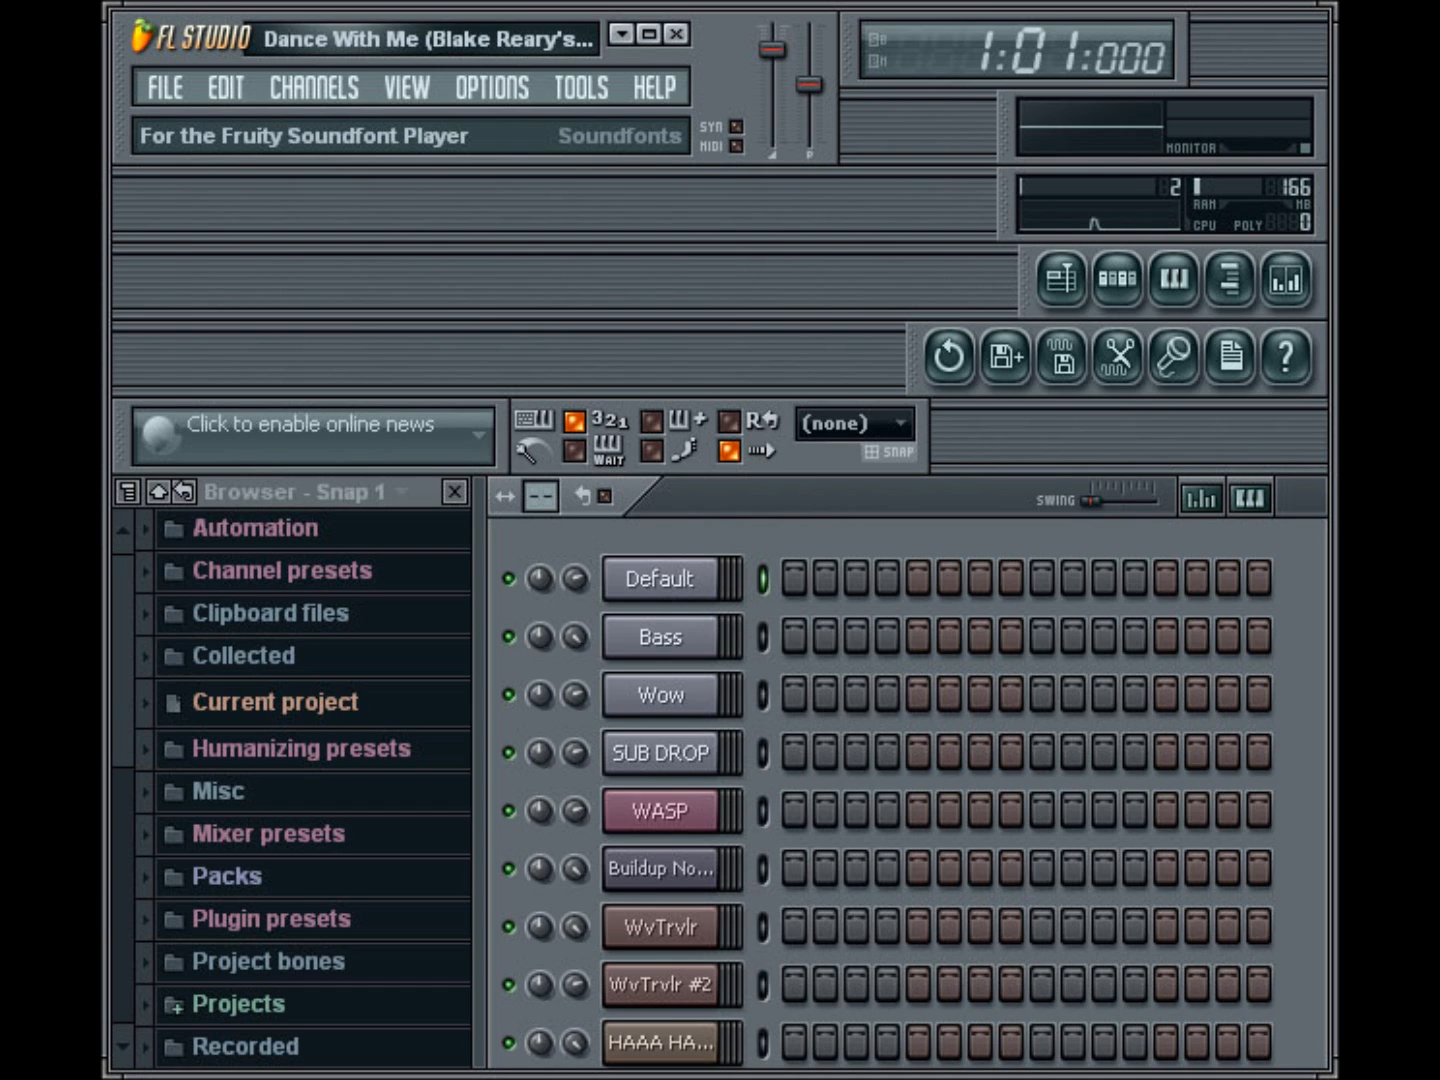 FL STUDIO Dance With Me (Blake Reary's...
FILE EDIT CHANNELS VIEW OPTIONS TOOLS HELP
For the Fruity Soundfont Player Soundfonts
SYN
MIDI
P
1:01:000
MONITOR
2 166
RAM MB
CPU POLY 0
Click to enable online news
321
WAIT
R
(none)
SNAP
Browser - Snap 1
SWING
Automation
Channel presets
Clipboard files
Collected
Current project
Humanizing presets
Misc
Mixer presets
Packs
Plugin presets
Project bones
Projects
Recorded
Default
Bass
Wow
SUB DROP
WASP
Buildup No...
WvTrvlr
WvTrvlr #2
HAAA HA...